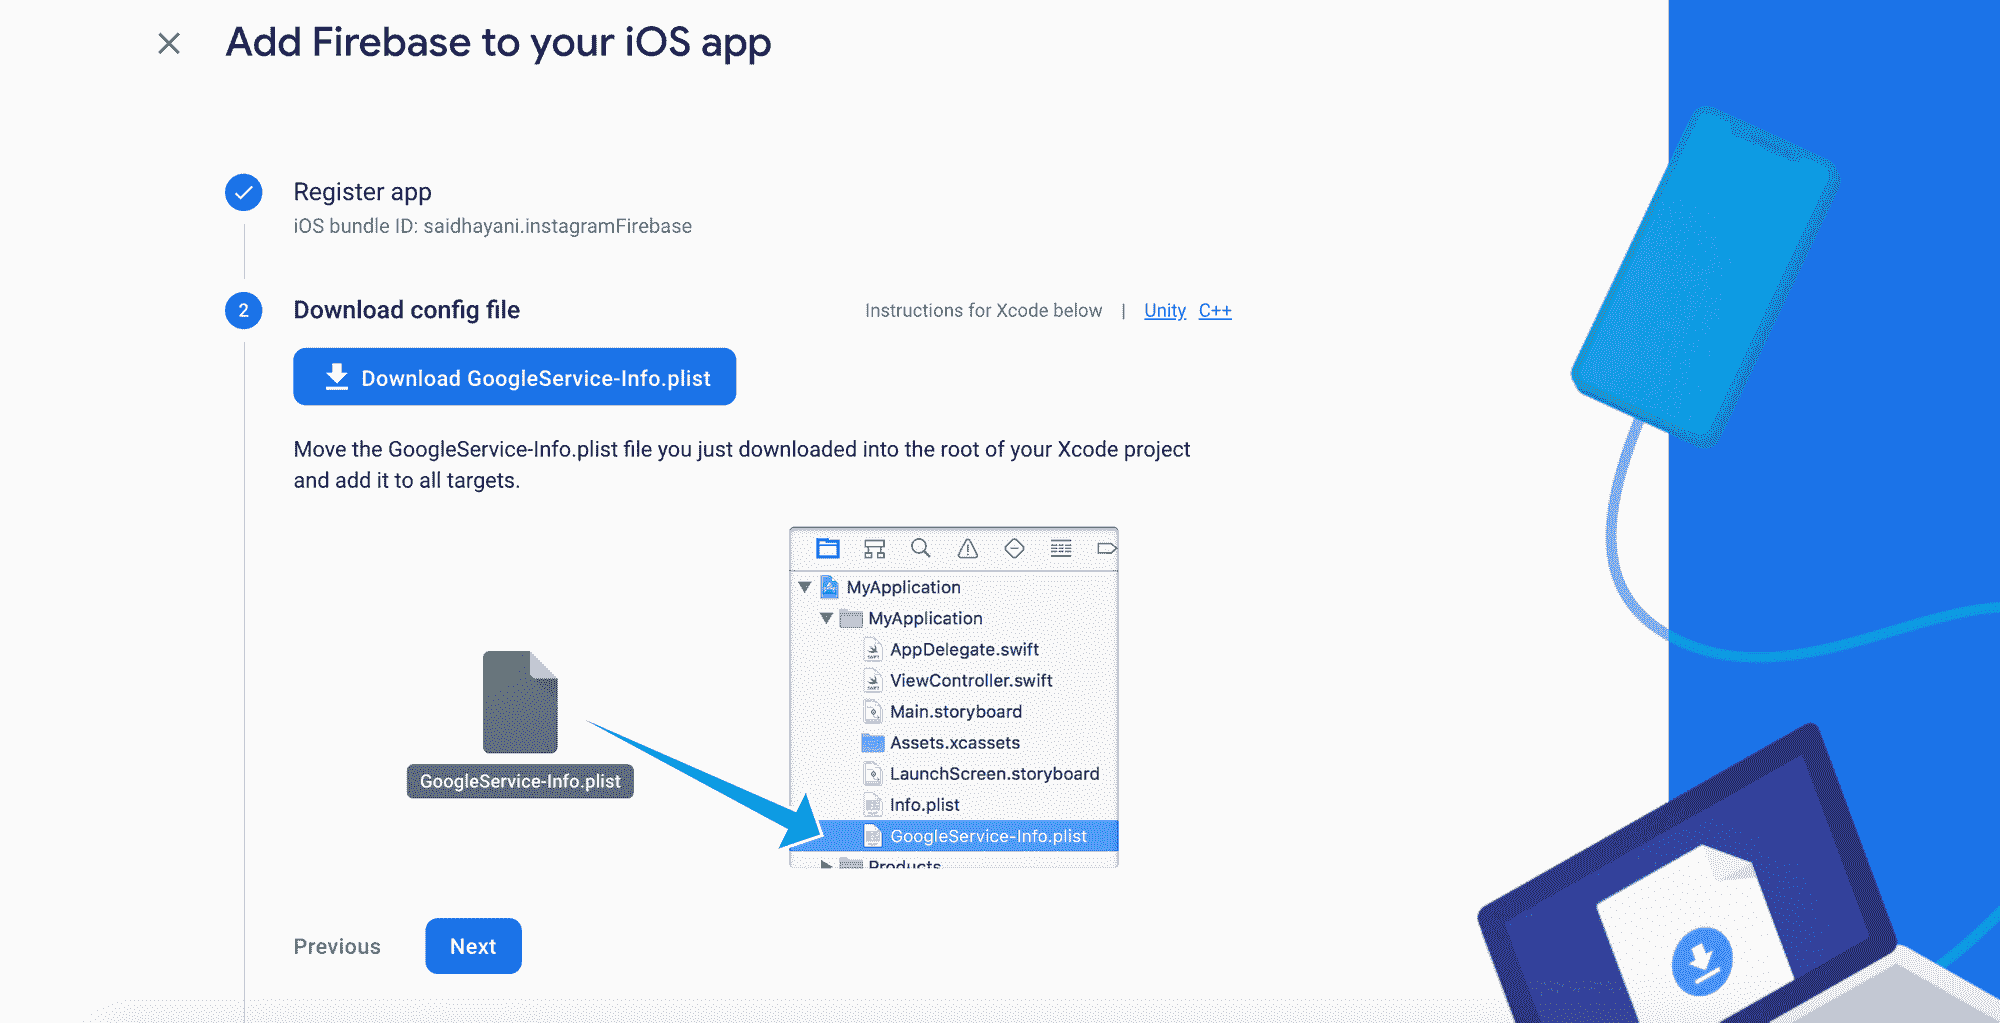 Add Firebase to your iOS app
Register app
iOS bundle ID: saidhayani.instagramFirebase
2
Download config file
Instructions for Xcode below | Unity C++
Download GoogleService-Info.plist
Move the GoogleService-Info.plist file you just downloaded into the root of your Xcode project
and add it to all targets.
GoogleService-Info.plist
MyApplication
MyApplication
AppDelegate.swift
ViewController.swift
Main.storyboard
Assets.xcassets
LaunchScreen.storyboard
Info.plist
GoogleService-Info.plist
Products
Previous
Next